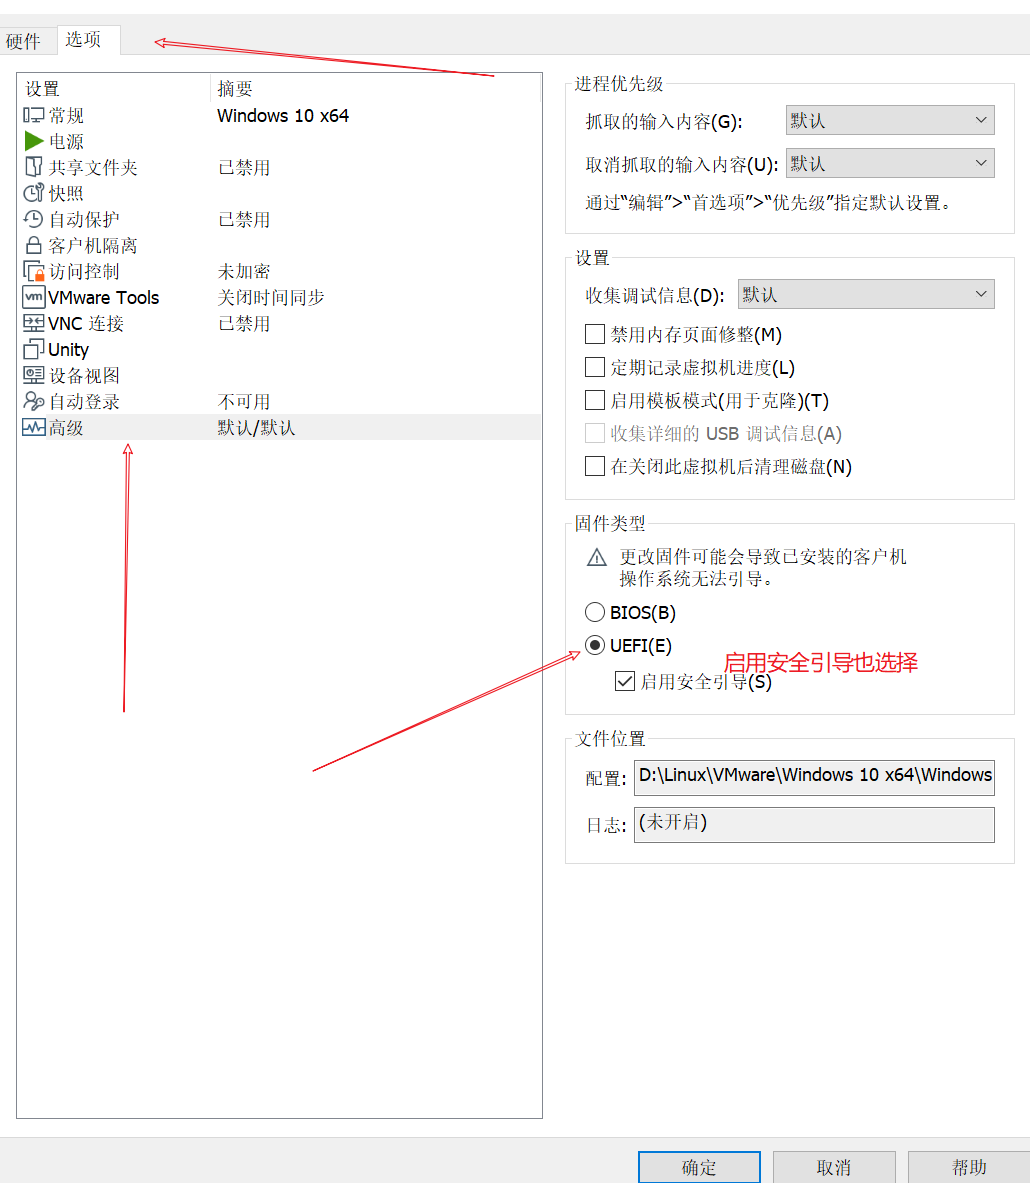 硬件 选项
设置 摘要
常规 Windows 10 x64
电源
共享文件夹 已禁用
快照
自动保护 已禁用
客户机隔离
访问控制 未加密
VMware Tools 关闭时间同步
VNC 连接 已禁用
Unity
设备视图
自动登录 不可用
高级 默认/默认
进程优先级
抓取的输入内容(G): 默认
取消抓取的输入内容(U): 默认
通过“编辑”>“首选项”>“优先级”指定默认设置。
设置
收集调试信息(D): 默认
禁用内存页面修整(M)
定期记录虚拟机进度(L)
启用模板模式(用于克隆)(T)
收集详细的 USB 调试信息(A)
在关闭此虚拟机后清理磁盘(N)
固件类型
更改固件可能会导致已安装的客户机
操作系统无法引导。
BIOS(B)
UEFI(E)
启用安全引导也选择
启用安全引导(S)
文件位置
配置: D:\Linux\VMware\Windows 10 x64\Windows
日志: (未开启)
确定 取消 帮助